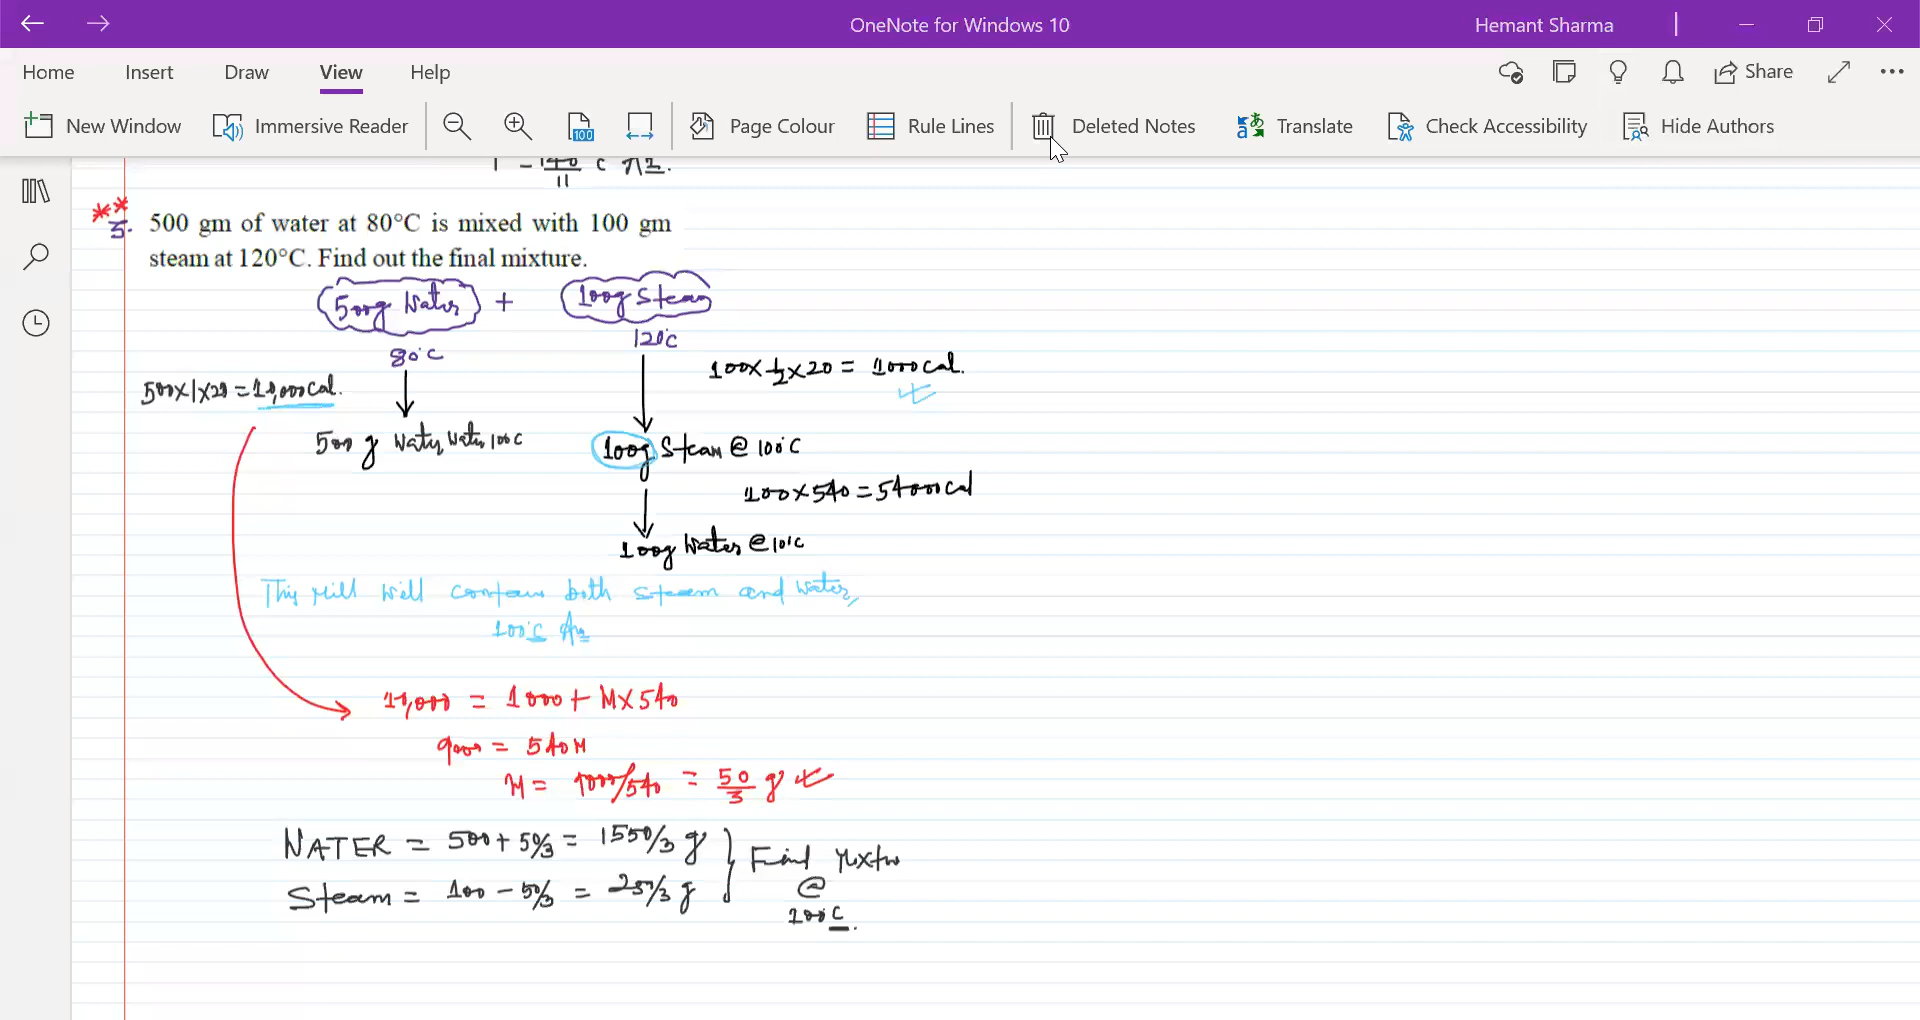 OneNote for Windows 10
Hemant Sharma
Home Insert Draw View Help
Share
New Window Immersive Reader 100 Page Colour Rule Lines Deleted Notes Translate Check Accessibility Hide Authors
11
5. 500 gm of water at 80°C is mixed with 100 gm
steam at 120°C. Find out the final mixture.
500g Water + 100g Steam
80°C 120°C
500×1×20 = 10,000 cal. 100 × 1/2 × 20 = 1000 cal.
500 g Water Water 100°C 100g Steam @ 100°C
100 × 540 = 54000 cal
100g Water @ 100°C
This will contain both steam and water,
100°C
10,000 = 1000 + M × 540
9000 = 540 M
M = 9000/540 = 50/3 g
WATER = 500 + 50/3 = 1550/3 g
Steam = 100 - 50/3 = 250/3 g
Final Mixture
@
100°C.